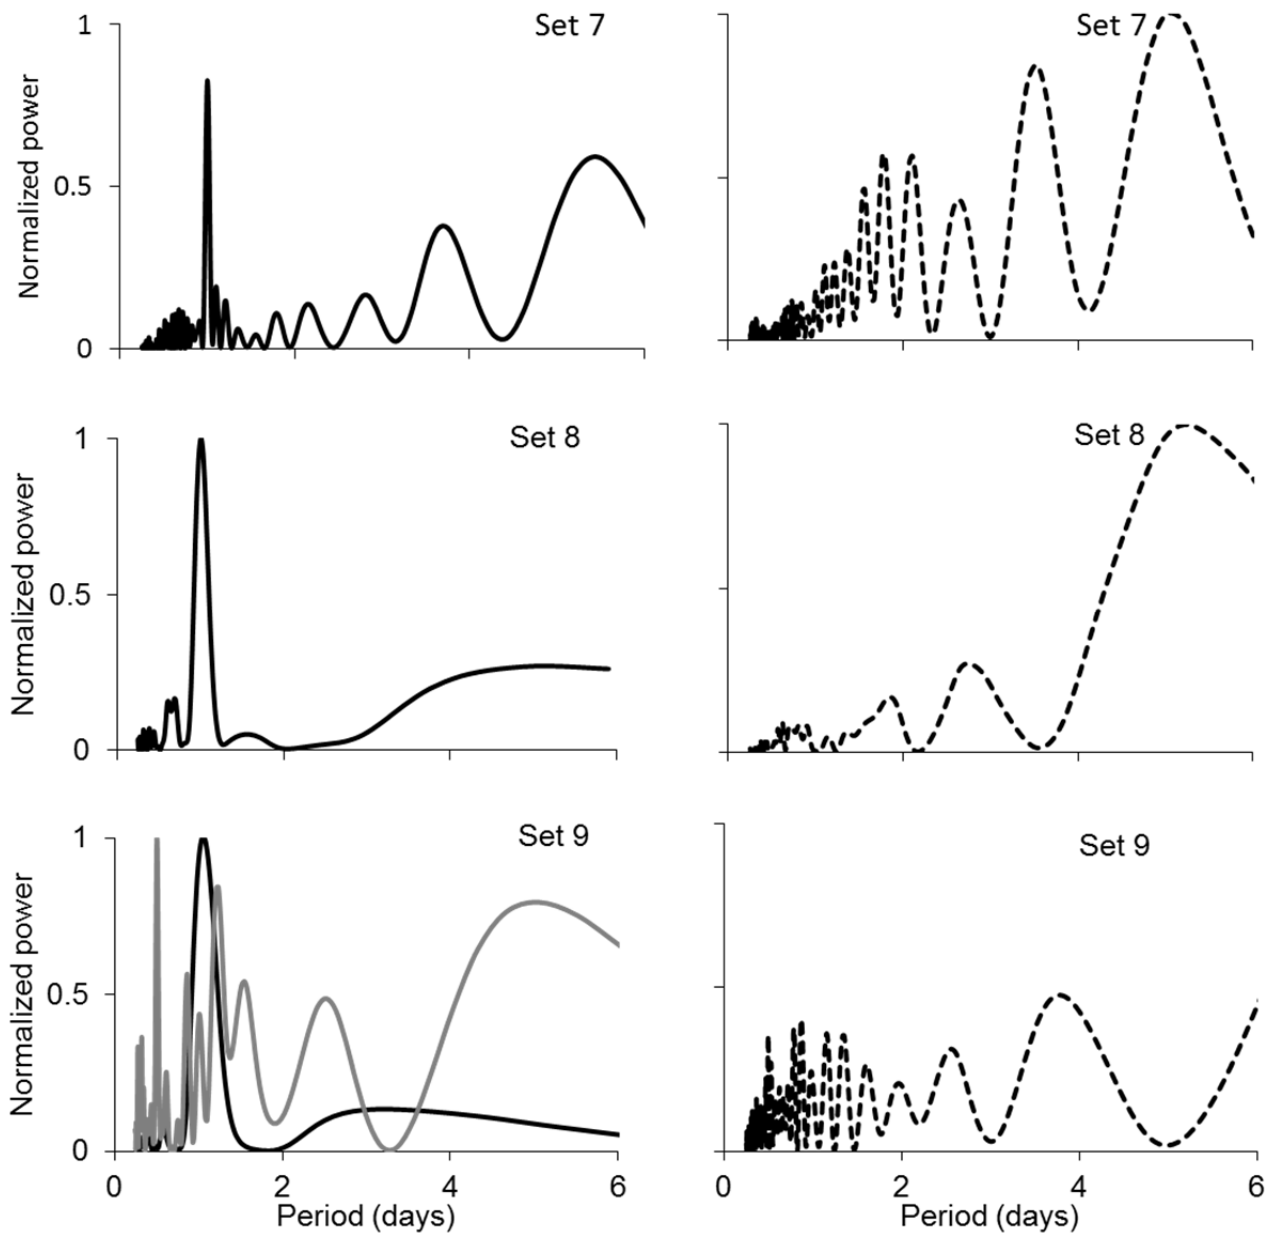 Set 7
1
0.5
0
Normalized power
Set 7
Set 8
1
0.5
0
Normalized power
Set 8
Set 9
1
0.5
0
Normalized power
0 2 4 6
Period (days)
Set 9
0 2 4 6
Period (days)